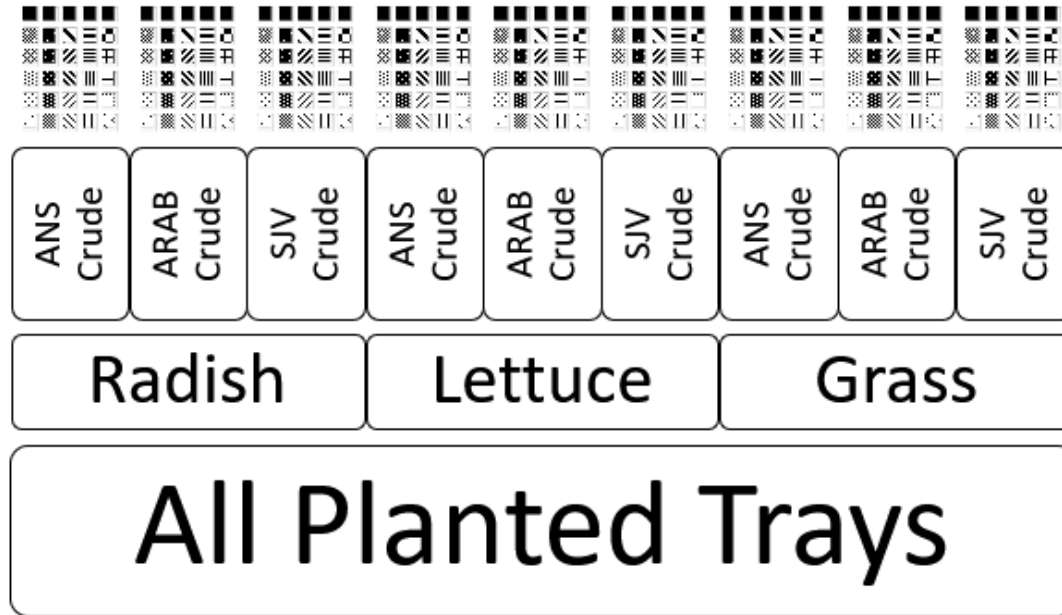 ANS Crude
ARAB Crude
SJV Crude
ANS Crude
ARAB Crude
SJV Crude
ANS Crude
ARAB Crude
SJV Crude
Radish
Lettuce
Grass
All Planted Trays